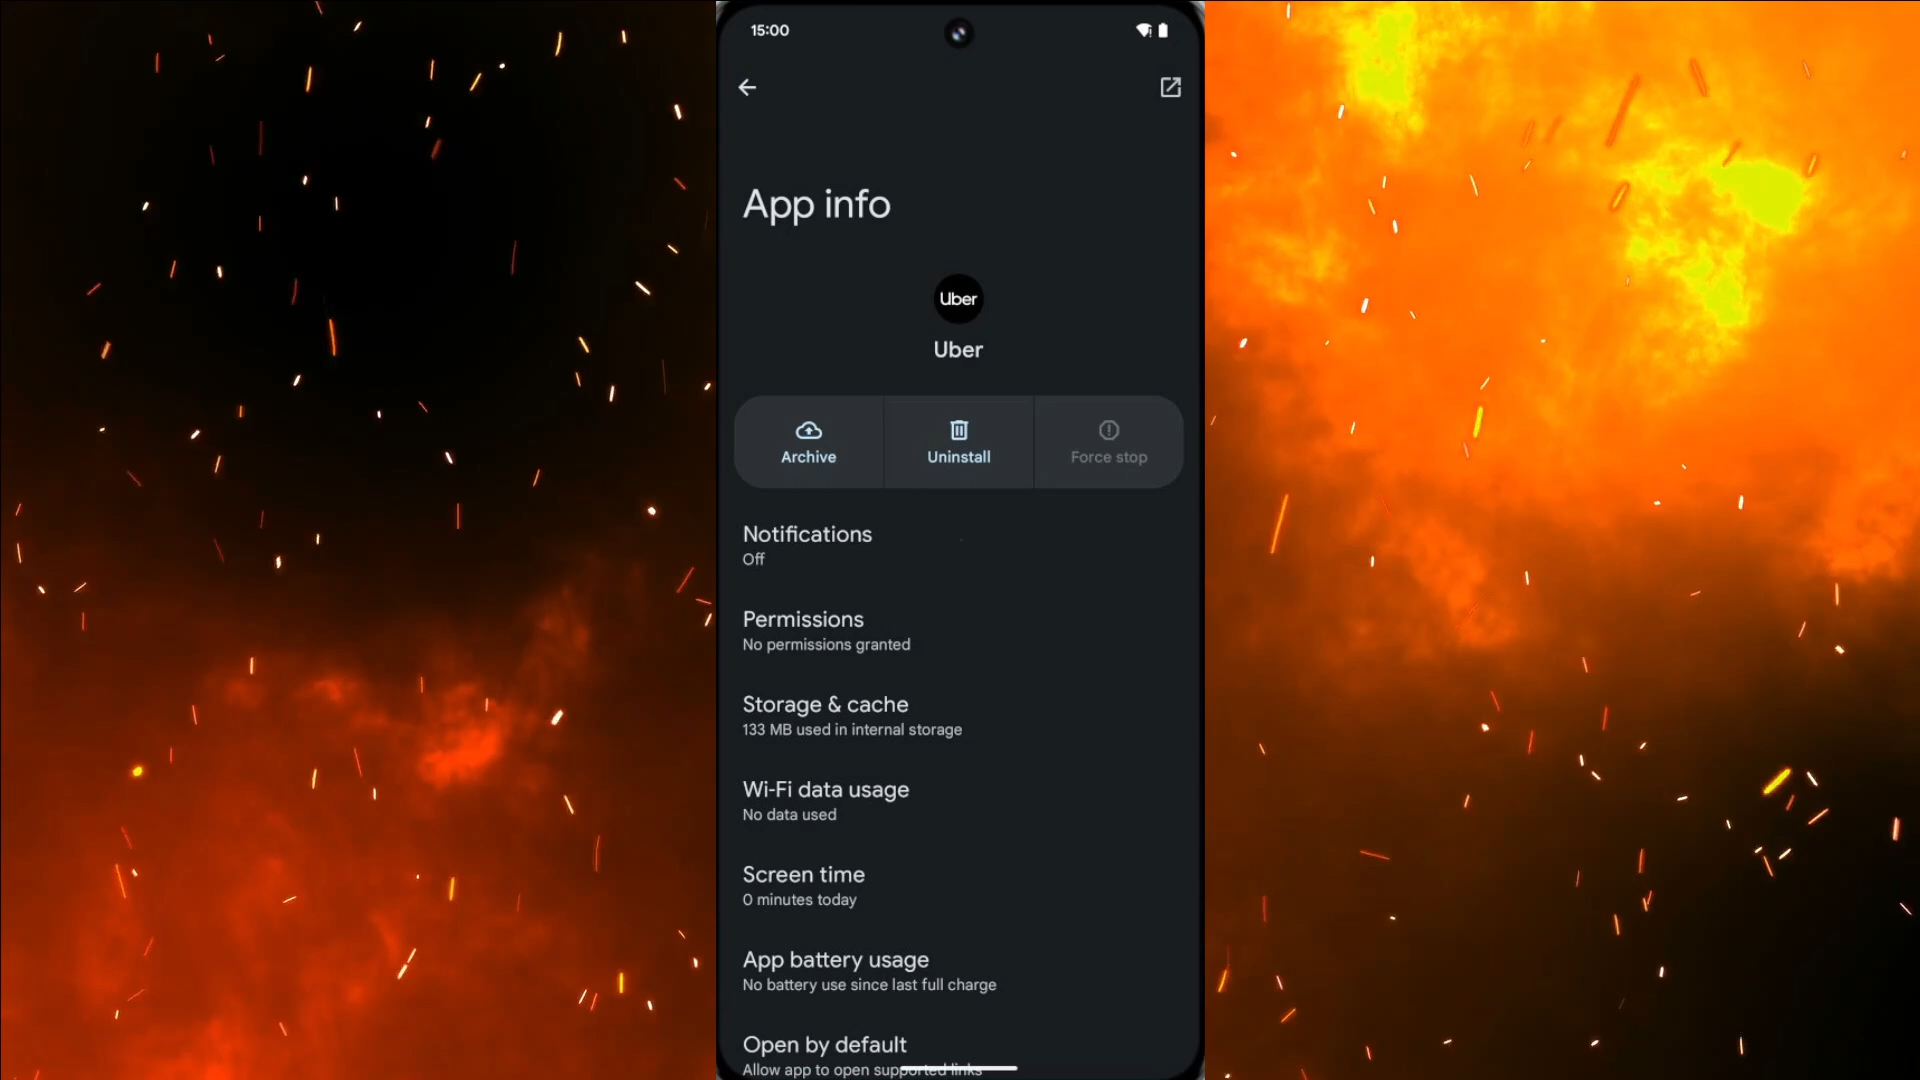 15:00
App info
Uber
Uber
Archive
Uninstall
Force stop
Notifications
Off
Permissions
No permissions granted
Storage & cache
133 MB used in internal storage
Wi-Fi data usage
No data used
Screen time
0 minutes today
App battery usage
No battery use since last full charge
Open by default
Allow app to open supported links